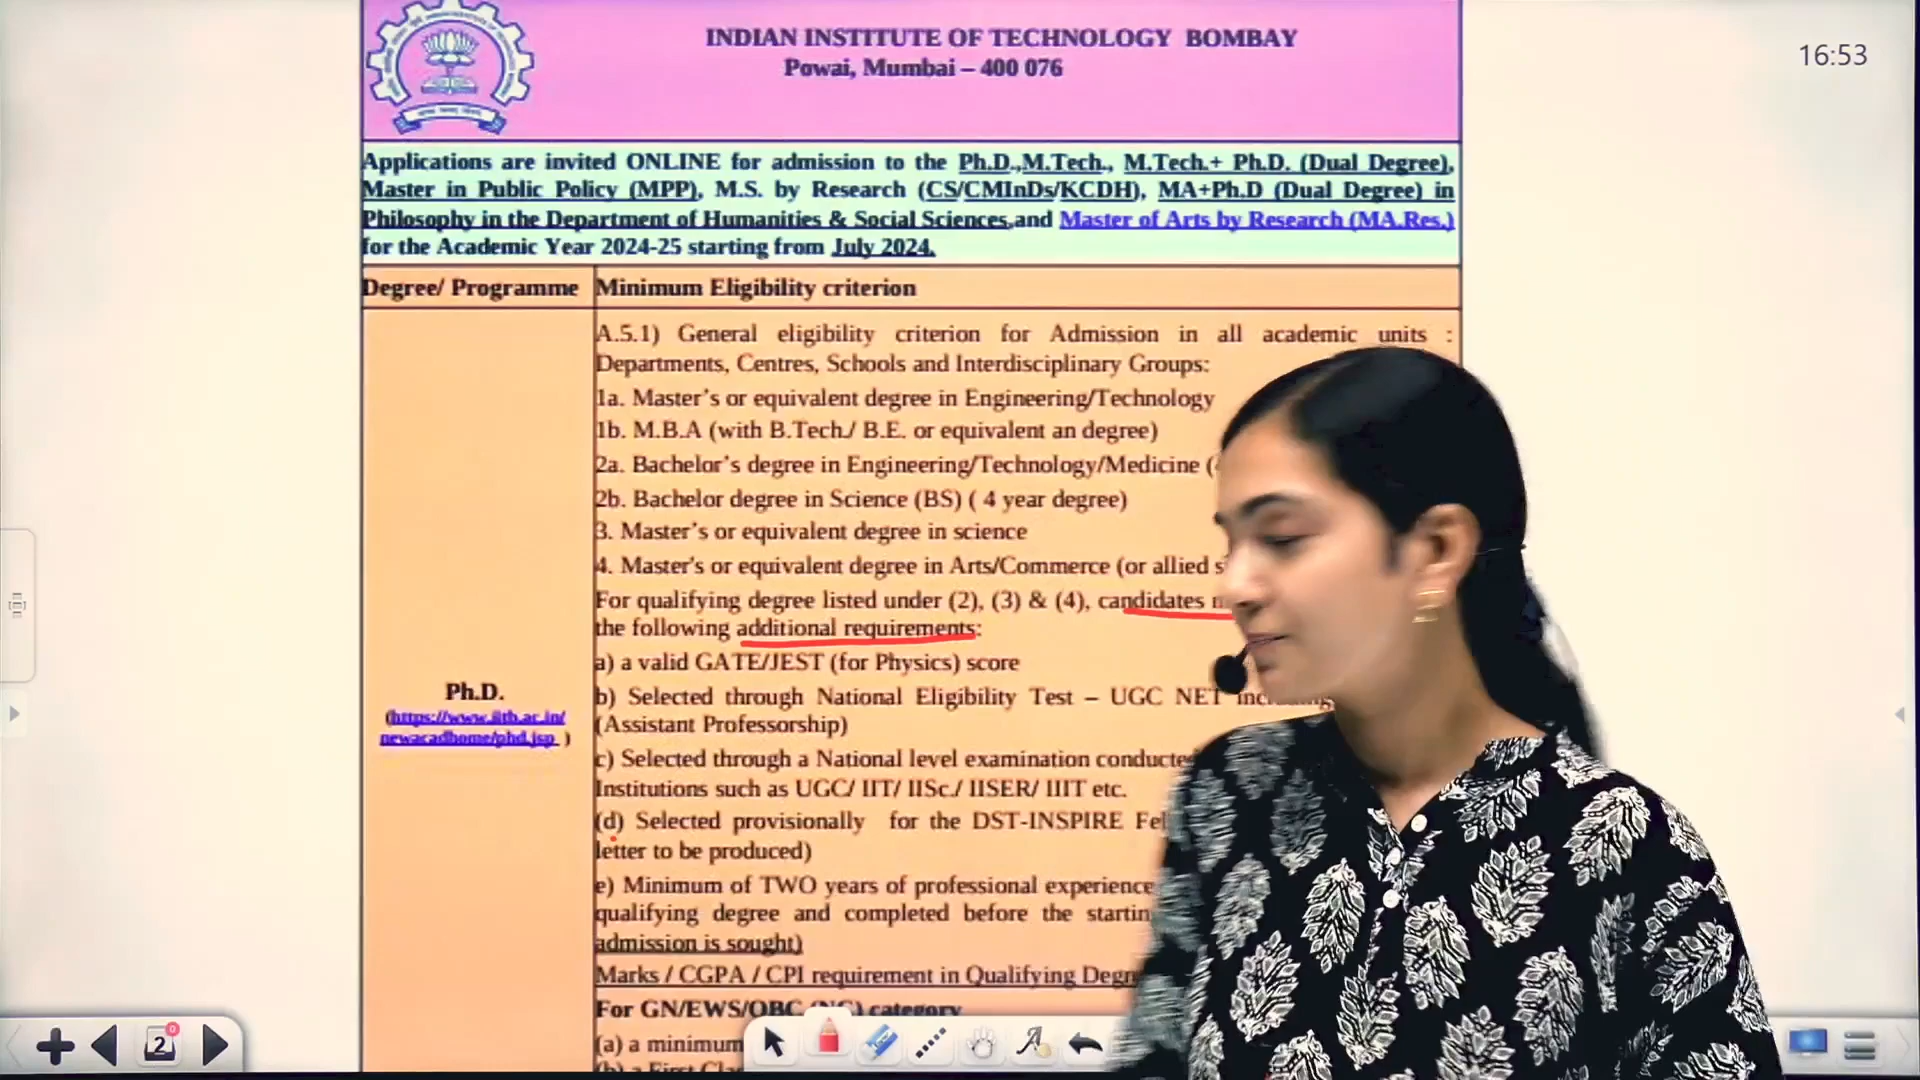 INDIAN INSTITUTE OF TECHNOLOGY BOMBAY
Powai, Mumbai – 400 076
16:53
Applications are invited ONLINE for admission to the Ph.D.,M.Tech., M.Tech.+ Ph.D. (Dual Degree),
Master in Public Policy (MPP), M.S. by Research (CS/CMInDs/KCDH), MA+Ph.D (Dual Degree) in
Philosophy in the Department of Humanities & Social Sciences,and Master of Arts by Research (MA.Res.)
for the Academic Year 2024-25 starting from July 2024.
Degree/ Programme Minimum Eligibility criterion
A.5.1) General eligibility criterion for Admission in all academic units :
Departments, Centres, Schools and Interdisciplinary Groups:
1a. Master's or equivalent degree in Engineering/Technology
1b. M.B.A (with B.Tech./ B.E. or equivalent an degree)
2a. Bachelor's degree in Engineering/Technology/Medicine (
2b. Bachelor degree in Science (BS) ( 4 year degree)
3. Master's or equivalent degree in science
4. Master's or equivalent degree in Arts/Commerce (or allied
For qualifying degree listed under (2), (3) & (4), candidates
the following additional requirements:
a) a valid GATE/JEST (for Physics) score
Ph.D.
(https://www.iitb.ac.in/
newacadhome/phd.jsp )
b) Selected through National Eligibility Test – UGC NET
(Assistant Professorship)
c) Selected through a National level examination
Institutions such as UGC/ IIT/ IISc./ IISER/ IIIT etc.
(d) Selected provisionally for the DST-INSPIRE
letter to be produced)
e) Minimum of TWO years of professional experience
qualifying degree and completed before the
admission is sought)
Marks / CGPA / CPI requirement in Qualifying
For GN/EWS/OBC category
(a) a minimum
(b) a First
2
0